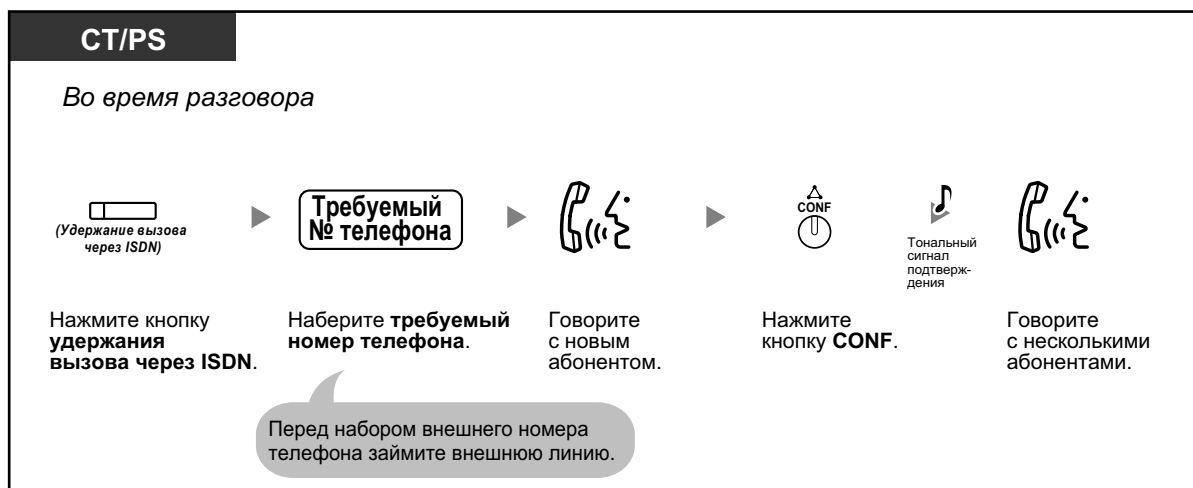 CT/PS
Во время разговора
(Удержание вызова
через ISDN)
Требуемый
№ телефона
CONF
Тональный
сигнал
подтверж-
дения
Нажмите кнопку
удержания
вызова через ISDN.
Наберите требуемый
номер телефона.
Говорите
с новым
абонентом.
Нажмите
кнопку CONF.
Говорите
с несколькими
абонентами.
Перед набором внешнего номера
телефона займите внешнюю линию.